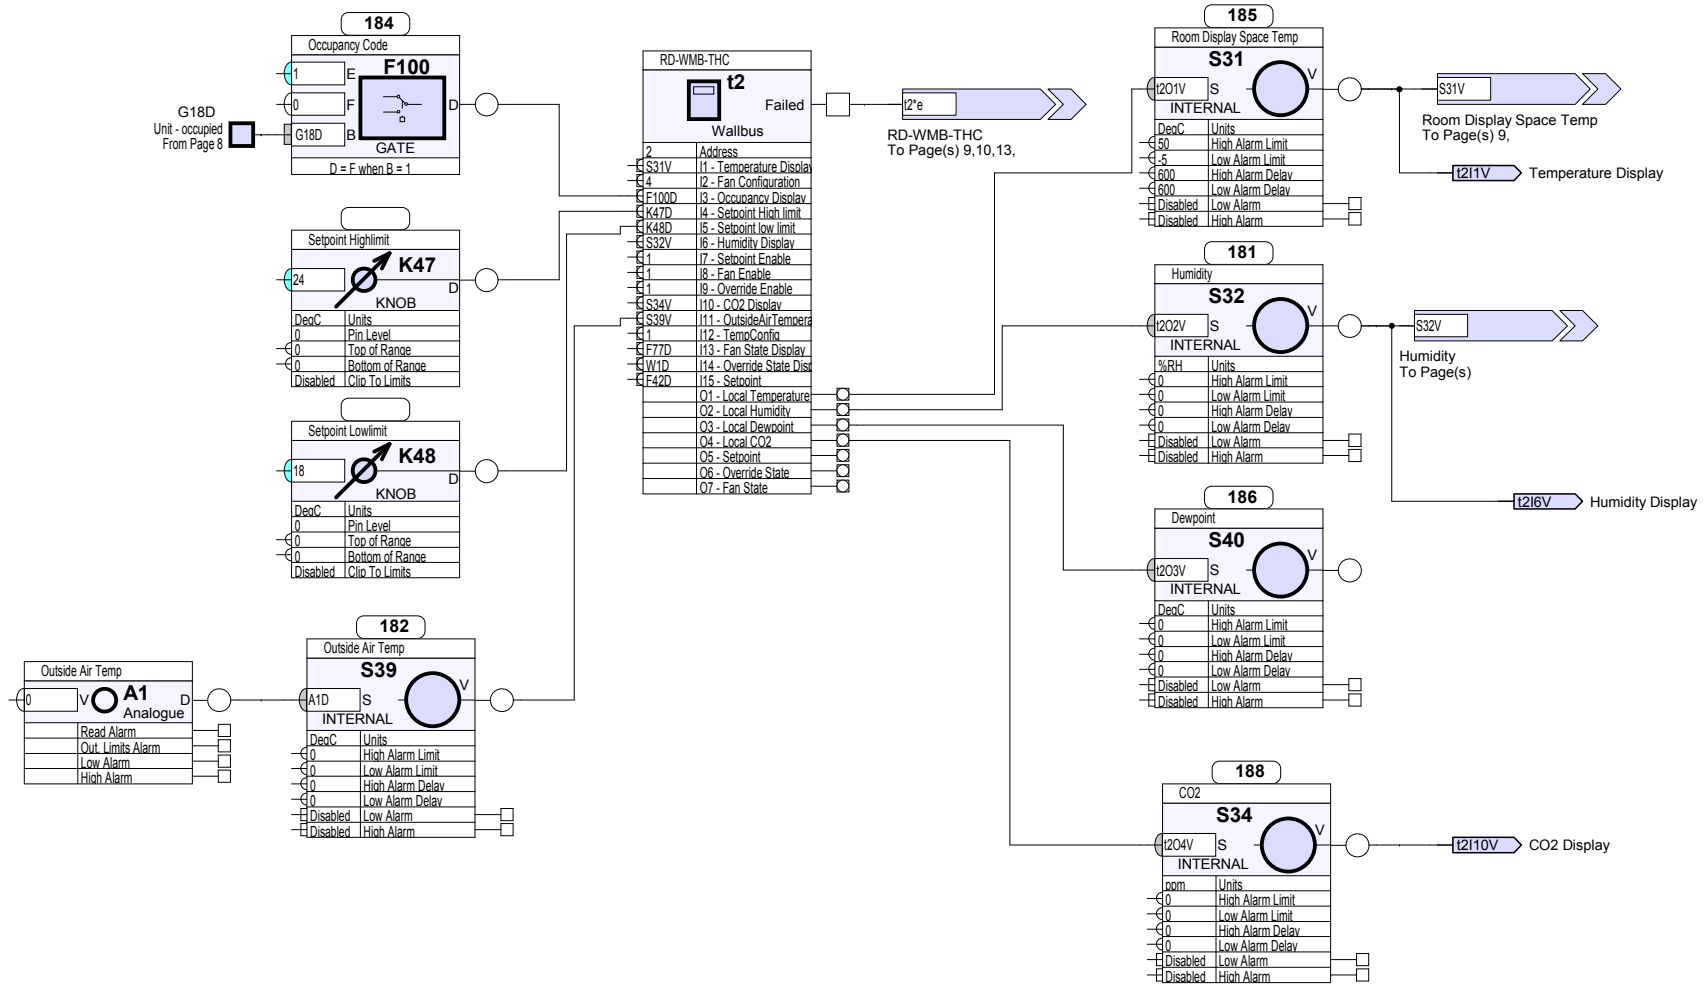 184
Occupancy Code
F100
1
E
0
F
D
G18D
B
GATE
D = F when B = 1
G18D
Unit - occupied
From Page 8
Setpoint Highlimit
K47
24
D
KNOB
DegC Units
0 Pin Level
0 Top of Range
0 Bottom of Range
Disabled Clip To Limits
Setpoint Lowlimit
K48
18
D
KNOB
DegC Units
0 Pin Level
0 Top of Range
0 Bottom of Range
Disabled Clip To Limits
Outside Air Temp
A1
0
V
D
Analogue
Read Alarm
Out. Limits Alarm
Low Alarm
High Alarm
182
Outside Air Temp
S39
V
A1D
S
INTERNAL
DegC Units
0 High Alarm Limit
0 Low Alarm Limit
0 High Alarm Delay
0 Low Alarm Delay
Disabled Low Alarm
Disabled High Alarm
RD-WMB-THC
t2
Failed
Wallbus
2 Address
S31V I1 - Temperature Display
4 I2 - Fan Configuration
F100D I3 - Occupancy Display
K47D I4 - Setpoint High limit
K48D I5 - Setpoint low limit
S32V I6 - Humidity Display
1 I7 - Setpoint Enable
1 I8 - Fan Enable
1 I9 - Override Enable
S34V I10 - CO2 Display
S39V I11 - OutsideAirTempera
1 I12 - TempConfig
F77D I13 - Fan State Display
W1D I14 - Override State Disp
F42D I15 - Setpoint
O1 - Local Temperature
O2 - Local Humidity
O3 - Local Dewpoint
O4 - Local CO2
O5 - Setpoint
O6 - Override State
O7 - Fan State
t2*e
RD-WMB-THC
To Page(s) 9,10,13,
185
Room Display Space Temp
S31
V
t2O1V
S
INTERNAL
DegC Units
50 High Alarm Limit
-5 Low Alarm Limit
600 High Alarm Delay
600 Low Alarm Delay
Disabled Low Alarm
Disabled High Alarm
S31V
Room Display Space Temp
To Page(s) 9,
t2I1V
Temperature Display
181
Humidity
S32
V
t2O2V
S
INTERNAL
%RH Units
0 High Alarm Limit
0 Low Alarm Limit
0 High Alarm Delay
0 Low Alarm Delay
Disabled Low Alarm
Disabled High Alarm
S32V
Humidity
To Page(s)
t2I6V
Humidity Display
186
Dewpoint
S40
V
t2O3V
S
INTERNAL
DegC Units
0 High Alarm Limit
0 Low Alarm Limit
0 High Alarm Delay
0 Low Alarm Delay
Disabled Low Alarm
Disabled High Alarm
188
CO2
S34
V
t2O4V
S
INTERNAL
ppm Units
0 High Alarm Limit
0 Low Alarm Limit
0 High Alarm Delay
0 Low Alarm Delay
Disabled Low Alarm
Disabled High Alarm
t2I10V
CO2 Display